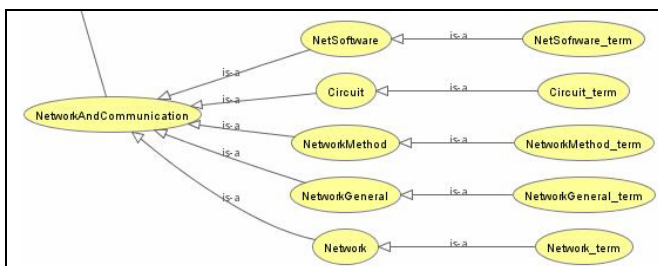 NetSoftware is-a NetSofrware_term
is-a
Circuit is-a Circuit_term
is-a
NetworkAndCommunication
is-a
NetworkMethod is-a NetworkMethod_term
is-a
NetworkGeneral is-a NetworkGeneral_term
is-a
Network is-a Network_term